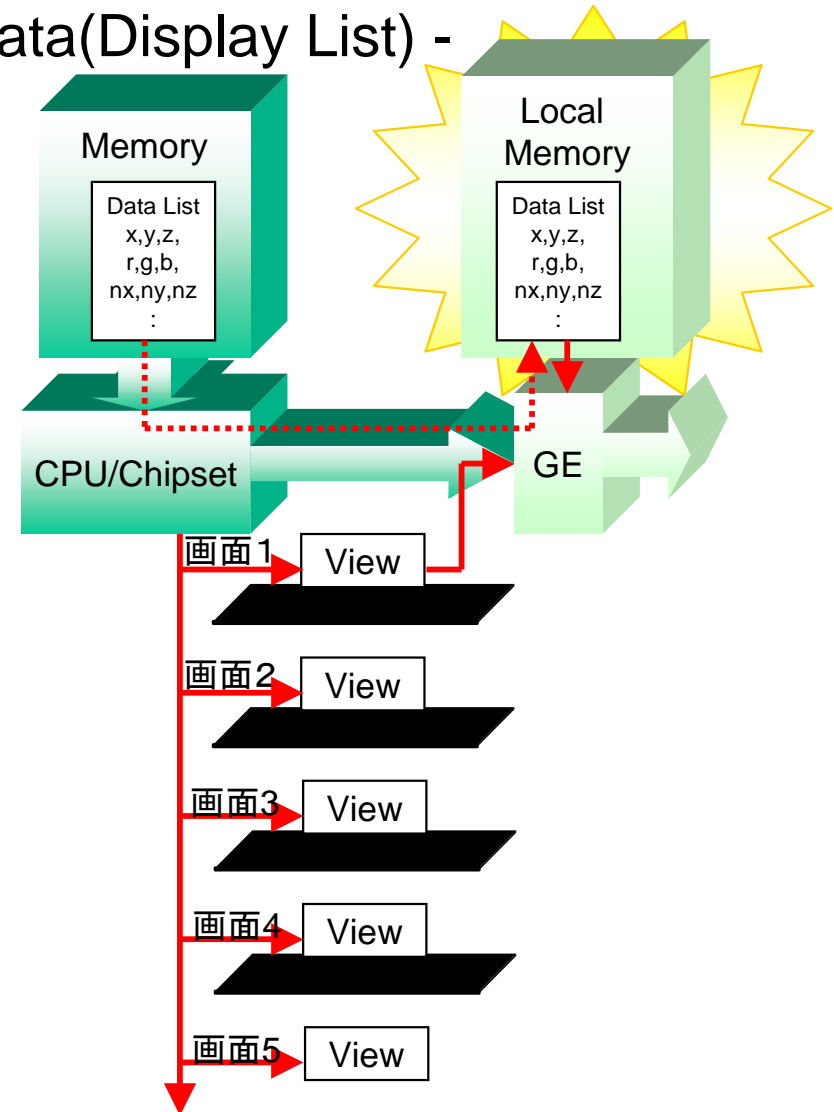 ata(Display List) -
Memory
Data List
x,y,z,
r,g,b,
nx,ny,nz
:
Local
Memory
Data List
x,y,z,
r,g,b,
nx,ny,nz
:
CPU/Chipset
GE
画面1
View
画面2
View
画面3
View
画面4
View
画面5
View